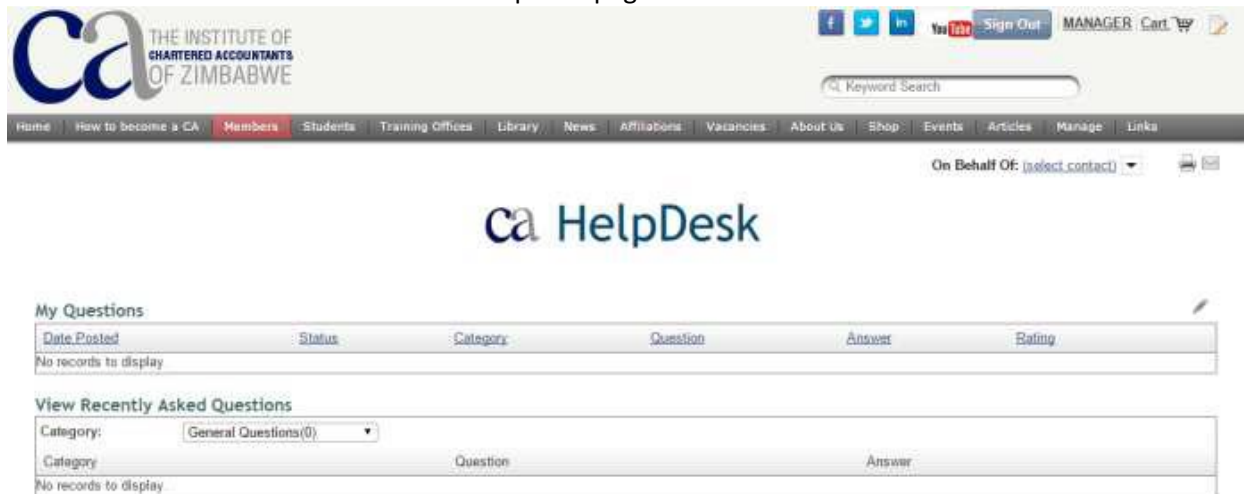 ca THE INSTITUTE OF
CHARTERED ACCOUNTANTS
OF ZIMBABWE
f in You Tube Sign Out MANAGER Cart
Keyword Search
Home How to become a CA Members Students Training Offices Library News Affiliations Vacancies About Us Shop Events Articles Manage Links
On Behalf Of: (select contact)
ca HelpDesk
My Questions
Date Posted Status Category Question Answer Rating
No records to display
View Recently Asked Questions
Category: General Questions(0)
Category Question Answer
No records to display